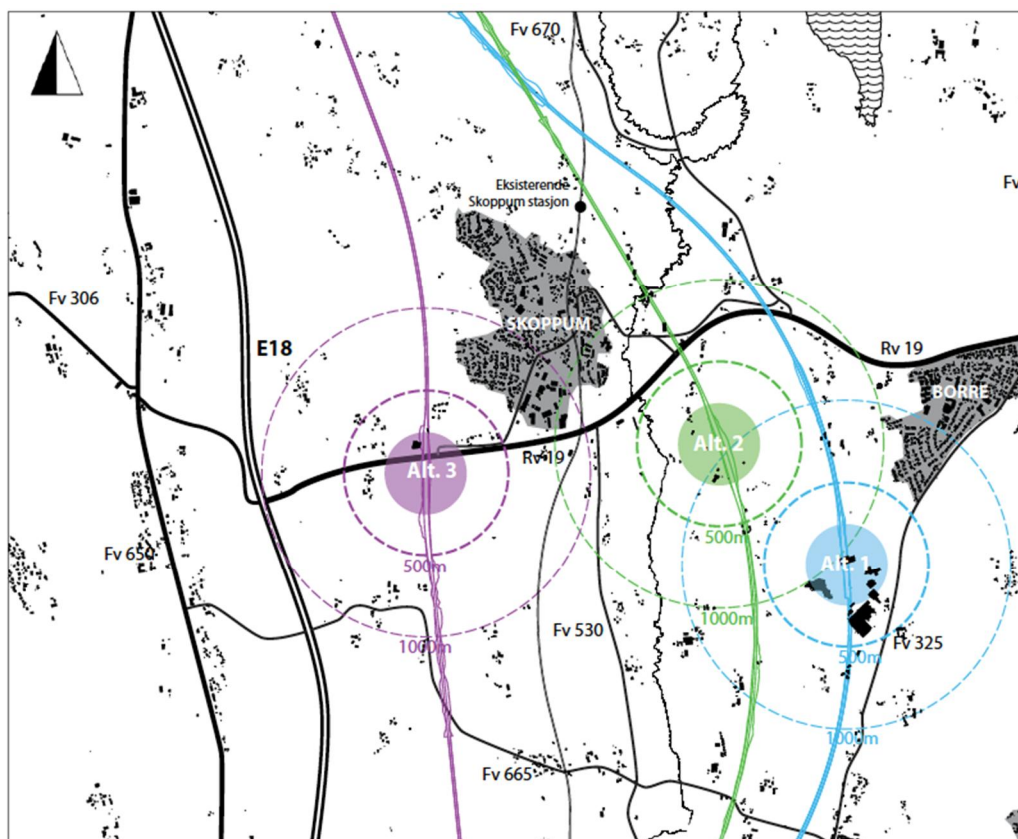 Fv 670
Eksisterende
Skoppum stasjon
Fv
Fv 306
SKOPPUM
E18
Rv 19
BORRE
Alt. 2
Rv 19
Alt. 3
500m
Alt. 1
Fv 650
500m
1000m
Fv 530
1000m
Fv 325
500m
1000m
Fv 665